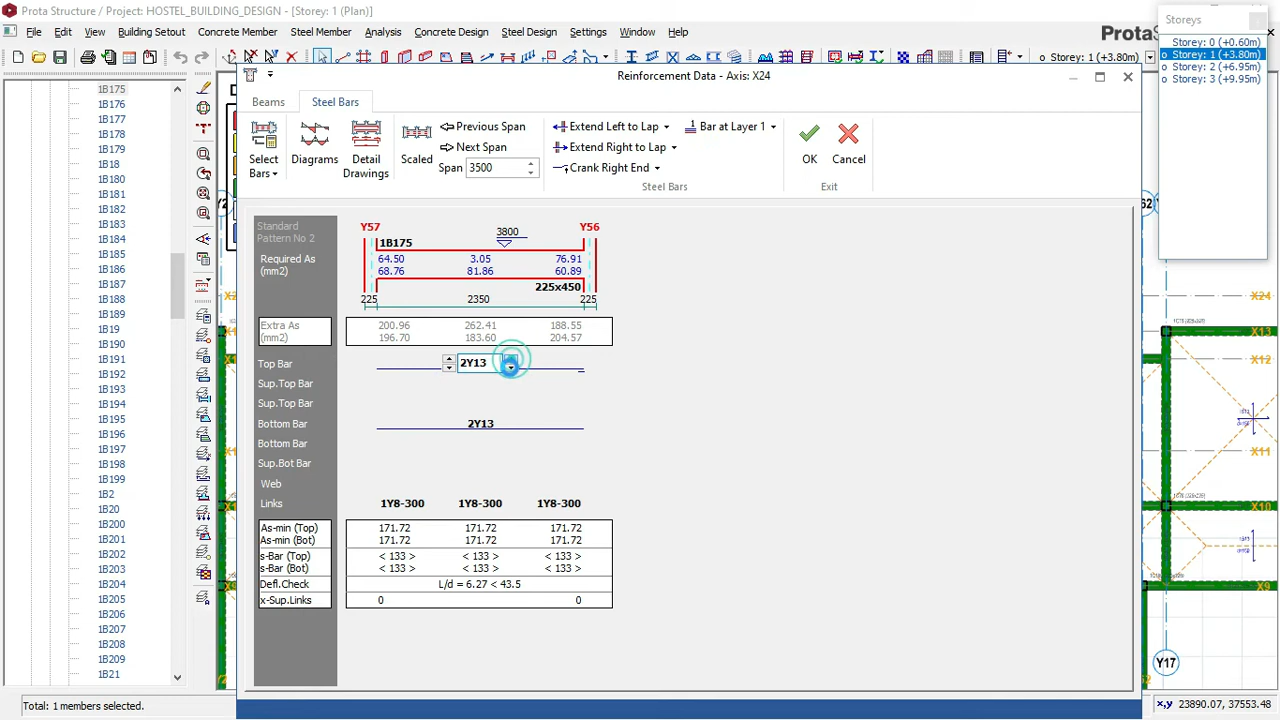 Prota Structure / Project: HOSTEL_BUILDING_DESIGN - [Storey: 1 (Plan)]
File Edit View Building Setout Concrete Member Steel Member Analysis Concrete Design Steel Design Settings Window Help
Storeys
Storey: 0 (+0.60m)
o Storey: 1 (+3.80m)
o Storey: 2 (+6.95m)
o Storey: 3 (+9.95m)
o Storey: 1 (+3.80m)
Reinforcement Data - Axis: X24
Beams Steel Bars
Select Bars
Diagrams
Detail Drawings
Scaled
Previous Span
Next Span
Span 3500
Extend Left to Lap
Extend Right to Lap
Crank Right End
Bar at Layer 1
OK
Cancel
Steel Bars
Exit
1B175
1B176
1B177
1B178
1B179
1B18
1B180
1B181
1B182
1B183
1B184
1B185
1B186
1B187
1B188
1B189
1B19
1B190
1B191
1B192
1B193
1B194
1B195
1B196
1B197
1B198
1B199
1B2
1B20
1B200
1B201
1B202
1B203
1B204
1B205
1B206
1B207
1B208
1B209
1B21
Standard Pattern No 2
Y57 Y56
1B175 3800
Required As (mm2)
64.50 3.05 76.91
68.76 81.86 60.89
225x450
225 2350 225
Extra As (mm2)
200.96 262.41 188.55
196.70 183.60 204.57
Top Bar 2Y13
Sup.Top Bar
Sup.Top Bar
Bottom Bar 2Y13
Bottom Bar
Sup.Bot Bar
Web
Links 1Y8-300 1Y8-300 1Y8-300
As-min (Top) 171.72 171.72 171.72
As-min (Bot) 171.72 171.72 171.72
s-Bar (Top) < 133 > < 133 > < 133 >
s-Bar (Bot) < 133 > < 133 > < 133 >
Defl.Check L/d = 6.27 < 43.5
x-Sup.Links 0 0
X24
X13
X12
X11
X10
X9
Y17
Total: 1 members selected.
x,y 23890.07, 37553.48